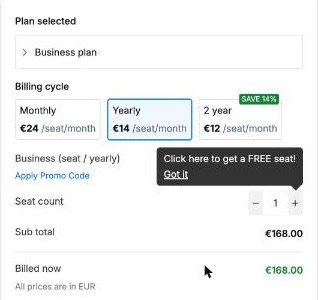 Plan selected
Business plan
Billing cycle
SAVE 14%
Monthly
€24 /seat/month
Yearly
€14 /seat/month
2 year
€12 /seat/month
Business (seat / yearly)
Apply Promo Code
Click here to get a FREE seat!
Got it
Seat count
− 1 +
Sub total
€168.00
Billed now
€168.00
All prices are in EUR